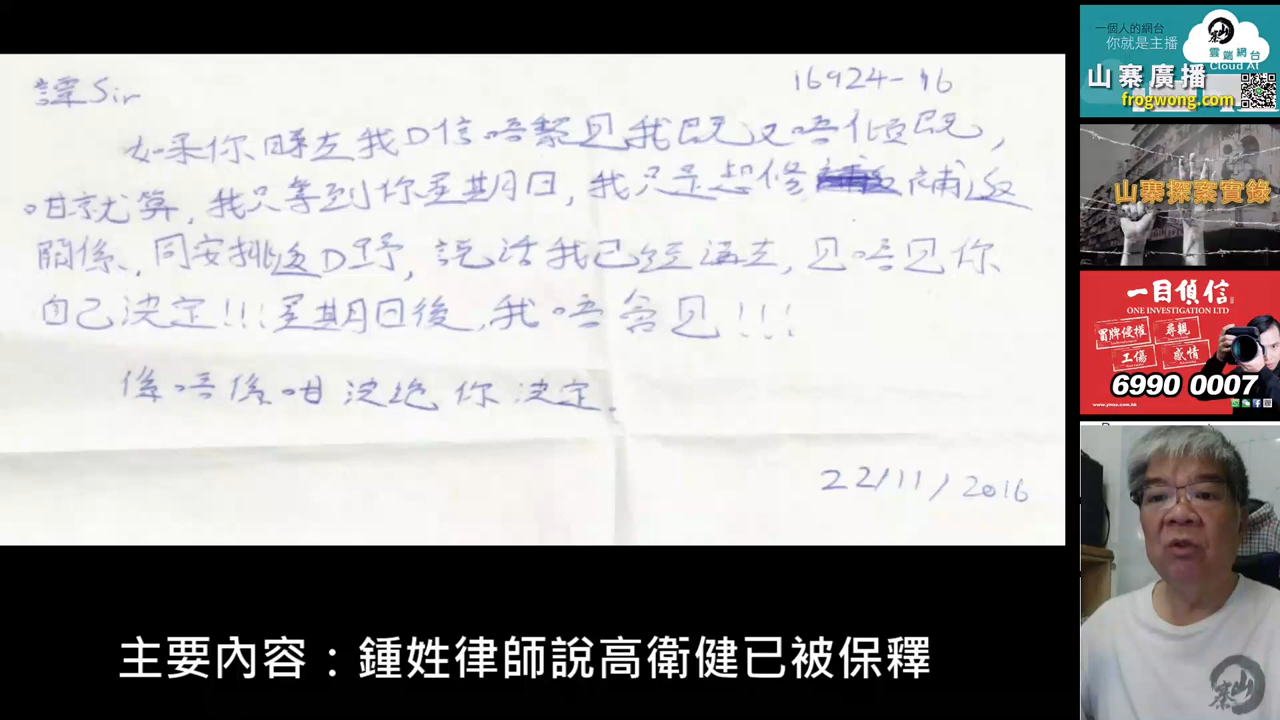 譚Sir
16924-16
如果你睇左我D信唔緊見我既又唔傾既，
咁就算，我只等到你星期日，我只是想修補返
關係，同安排返D野，說話我已經講左，見唔見你
自己決定!!!星期日後，我唔會見!!!
係唔係咁決絕你決定。
22/11/2016
主要內容：鍾姓律師說高衛健已被保釋
一個人的網台
你就是主播
山寨
雲端網台
Cloud At
山寨廣播
frogwong.com
山寨探案實錄
一目偵信
ONE INVESTIGATION LTD
冒牌侵權
尋親
工傷
感情
6990 0007
山寨